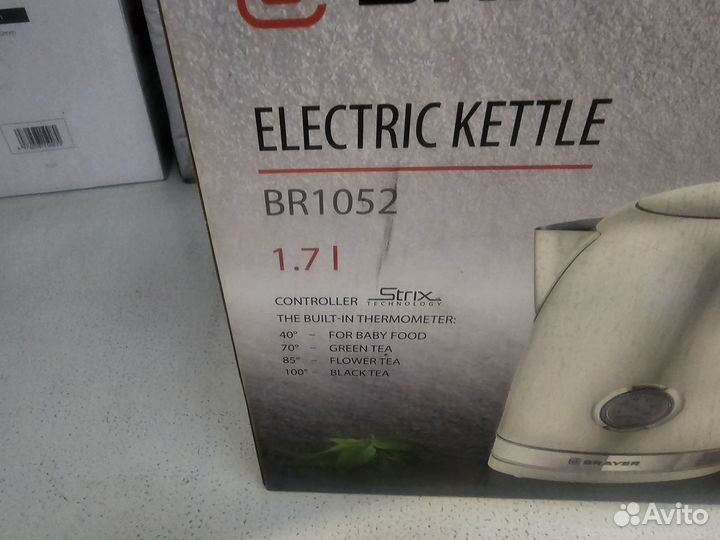 ELECTRIC KETTLE
BR1052
1.7 l
CONTROLLER Strix
TECHNOLOGY
THE BUILT-IN THERMOMETER:
40° – FOR BABY FOOD
70° – GREEN TEA
85° – FLOWER TEA
100° – BLACK TEA
BRAYER
Avito